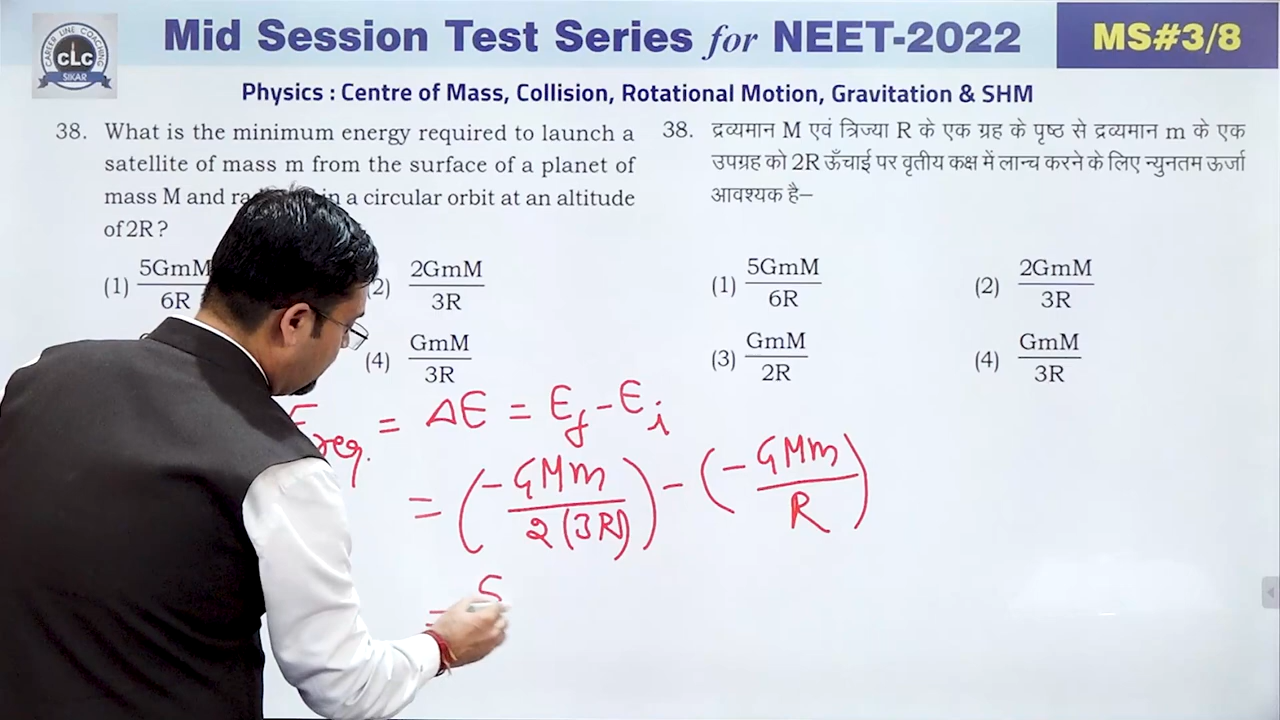 Mid Session Test Series for NEET-2022
MS#3/8
CAREER LINE COACHING
CLC
SIKAR
Physics : Centre of Mass, Collision, Rotational Motion, Gravitation & SHM
38. What is the minimum energy required to launch a
satellite of mass m from the surface of a planet of
mass M and in a circular orbit at an altitude
of 2R ?
(1) 5GmM/6R
2) 2GmM/3R
(4) GmM/3R
38. द्रव्यमान M एवं त्रिज्या R के एक ग्रह के पृष्ठ से द्रव्यमान m के एक
उपग्रह को 2R ऊँचाई पर वृतीय कक्ष में लान्च करने के लिए न्युनतम ऊर्जा
आवश्यक है–
(1) 5GmM/6R
(2) 2GmM/3R
(3) GmM/2R
(4) GmM/3R
E req. = ΔE = Ef - Ei
= (-GMm/2(3R)) - (-GMm/R)
= 5